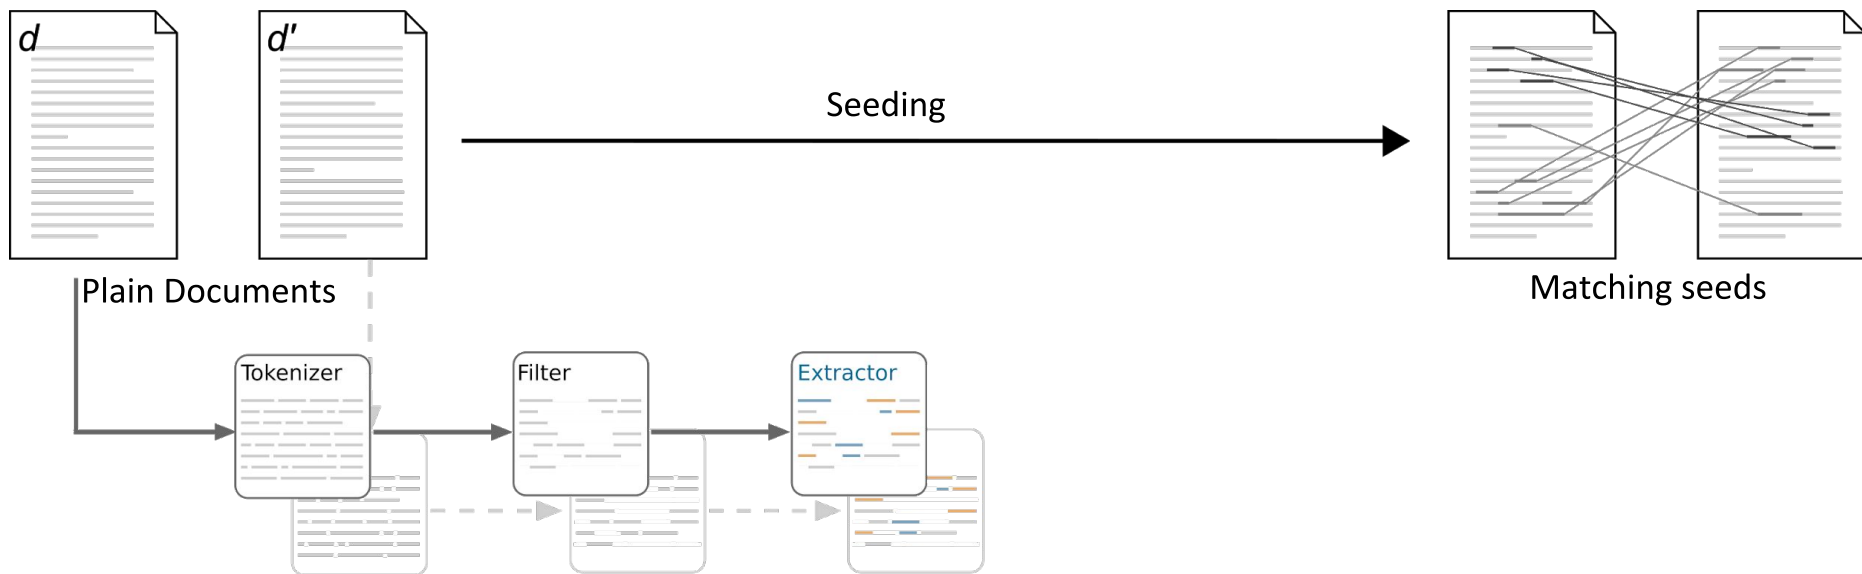 d
d'
Seeding
Plain Documents
Matching seeds
Tokenizer
Filter
Extractor